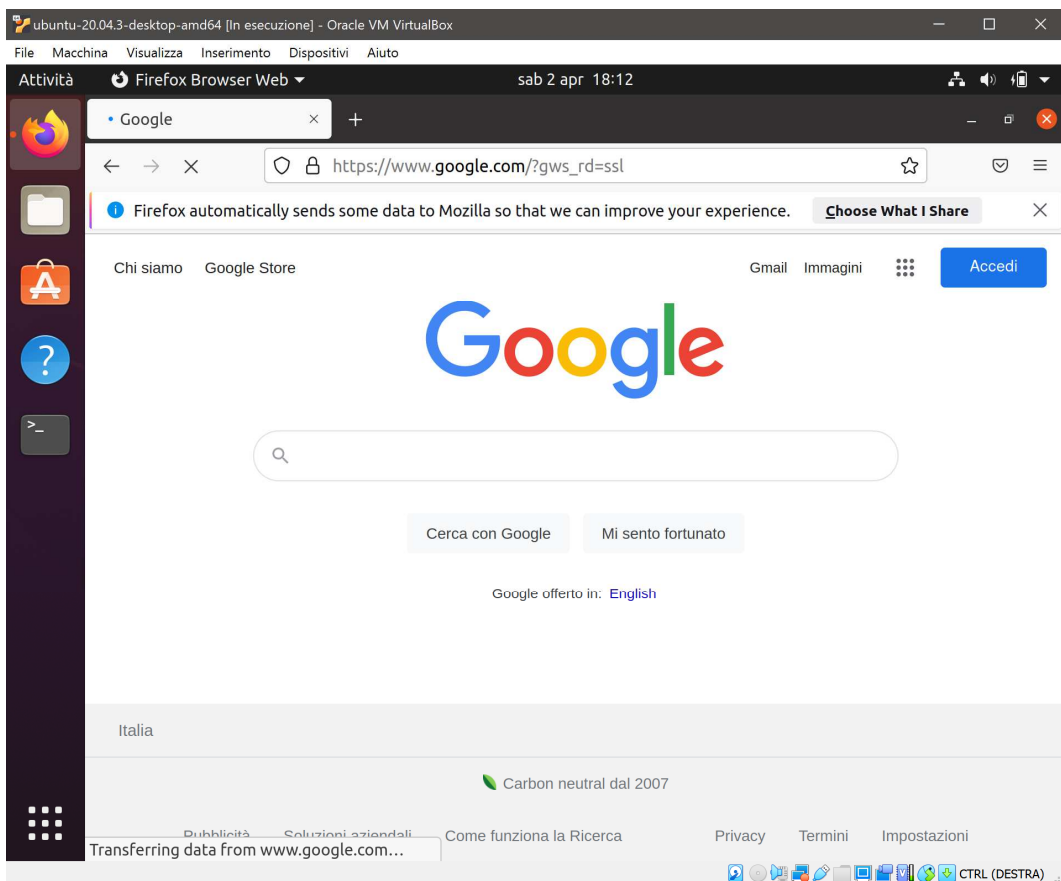 ubuntu-20.04.3-desktop-amd64 [In esecuzione] - Oracle VM VirtualBox
File Macchina Visualizza Inserimento Dispositivi Aiuto
Attività Firefox Browser Web sab 2 apr 18:12
Google
https://www.google.com/?gws_rd=ssl
Firefox automatically sends some data to Mozilla so that we can improve your experience. Choose What I Share
Chi siamo Google Store Gmail Immagini Accedi
Google
Cerca con Google Mi sento fortunato
Google offerto in: English
Italia
Carbon neutral dal 2007
Pubblicità Soluzioni aziendali Come funziona la Ricerca Privacy Termini Impostazioni
Transferring data from www.google.com…
CTRL (DESTRA)